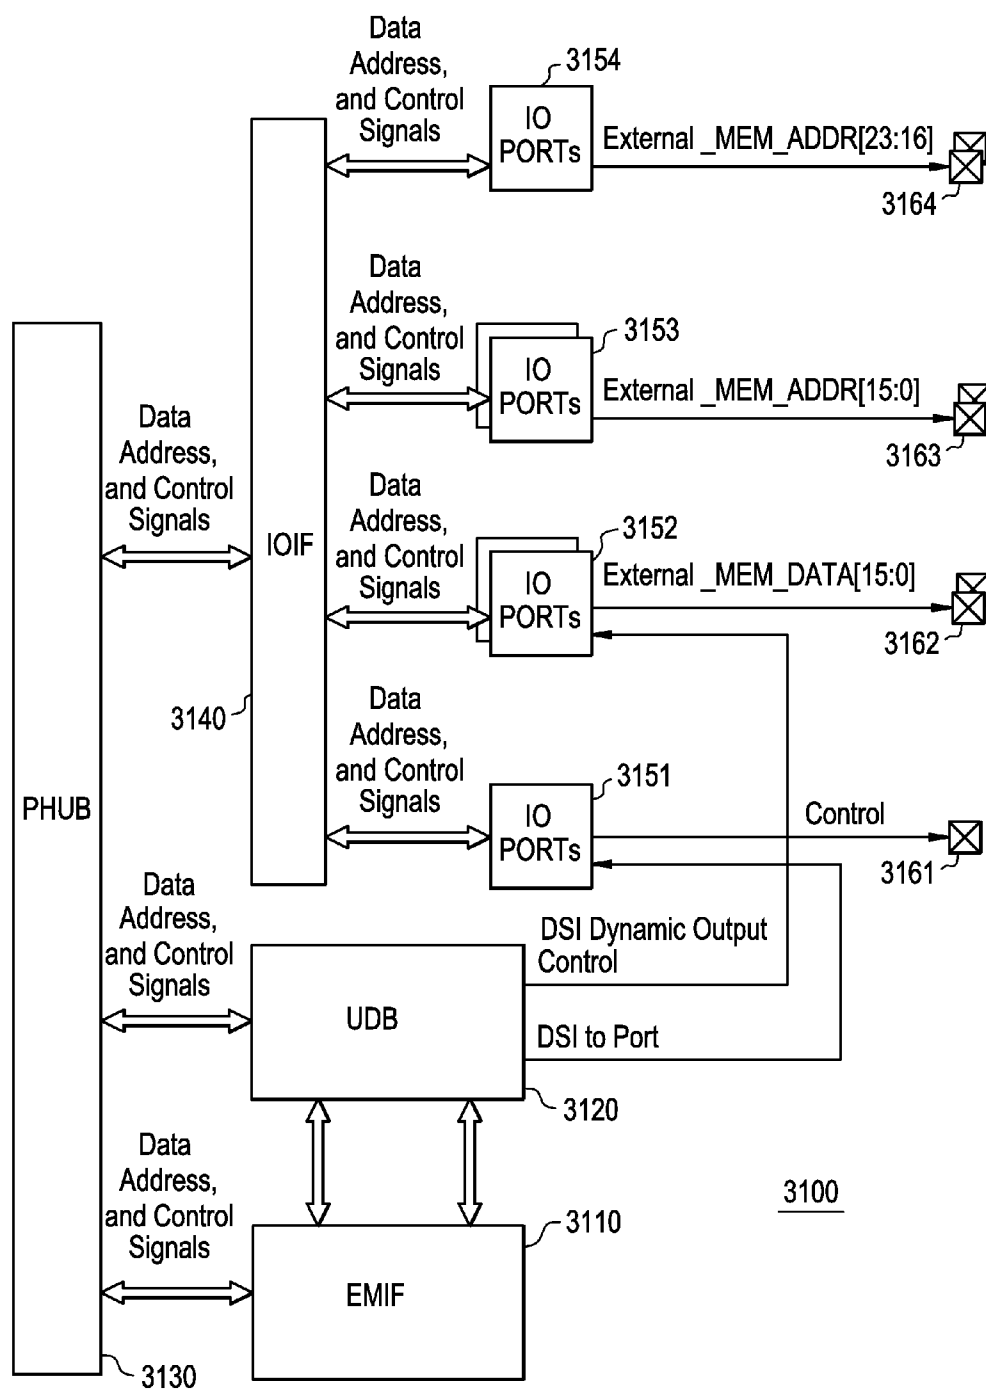 Data
Address,
and Control
Signals
3154
IO
PORTs
External _MEM_ADDR[23:16]
3164
Data
Address,
and Control
Signals
3153
IO
PORTs
External _MEM_ADDR[15:0]
3163
Data
Address,
and Control
Signals
IOIF
Data
Address,
and Control
Signals
3152
IO
PORTs
External _MEM_DATA[15:0]
3162
3140
Data
Address,
and Control
Signals
3151
IO
PORTs
Control
3161
PHUB
Data
Address,
and Control
Signals
DSI Dynamic Output
Control
UDB
DSI to Port
3120
Data
Address,
and Control
Signals
3110
3100
EMIF
3130